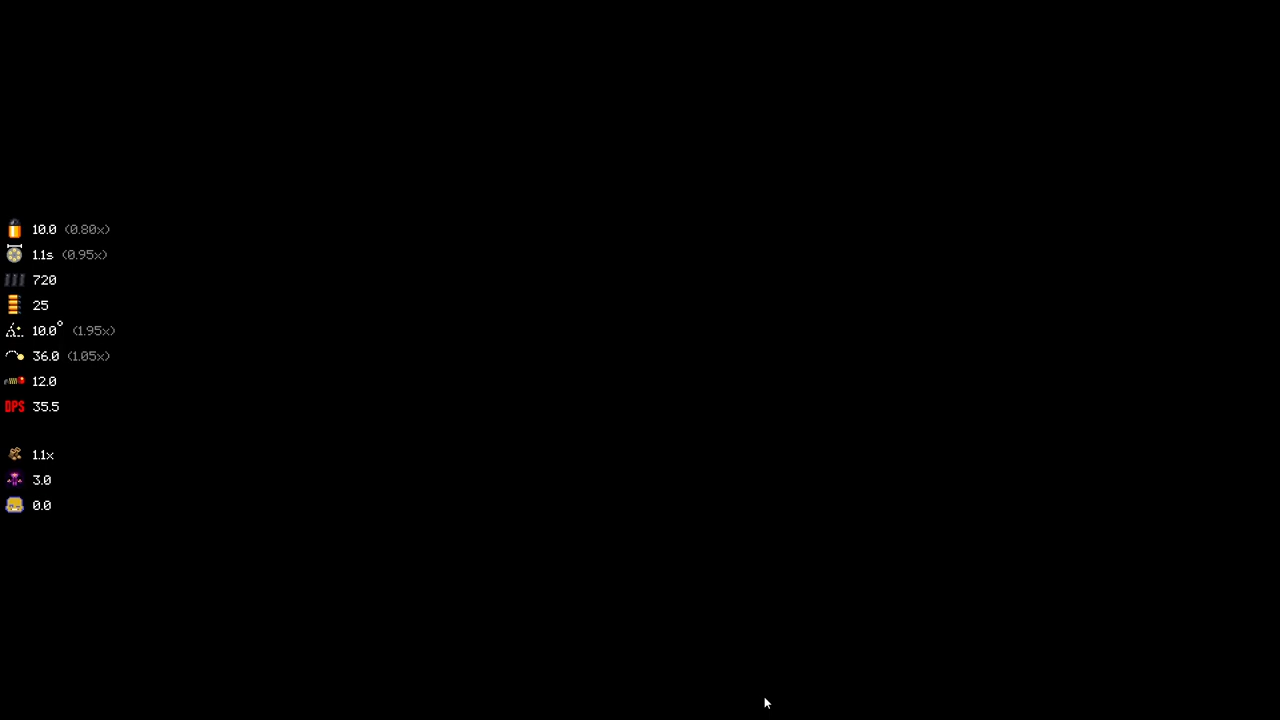 10.0 (0.80x)
1.1s (0.95x)
720
25
10.0° (1.95x)
36.0 (1.05x)
12.0
DPS 35.5
1.1x
3.0
0.0